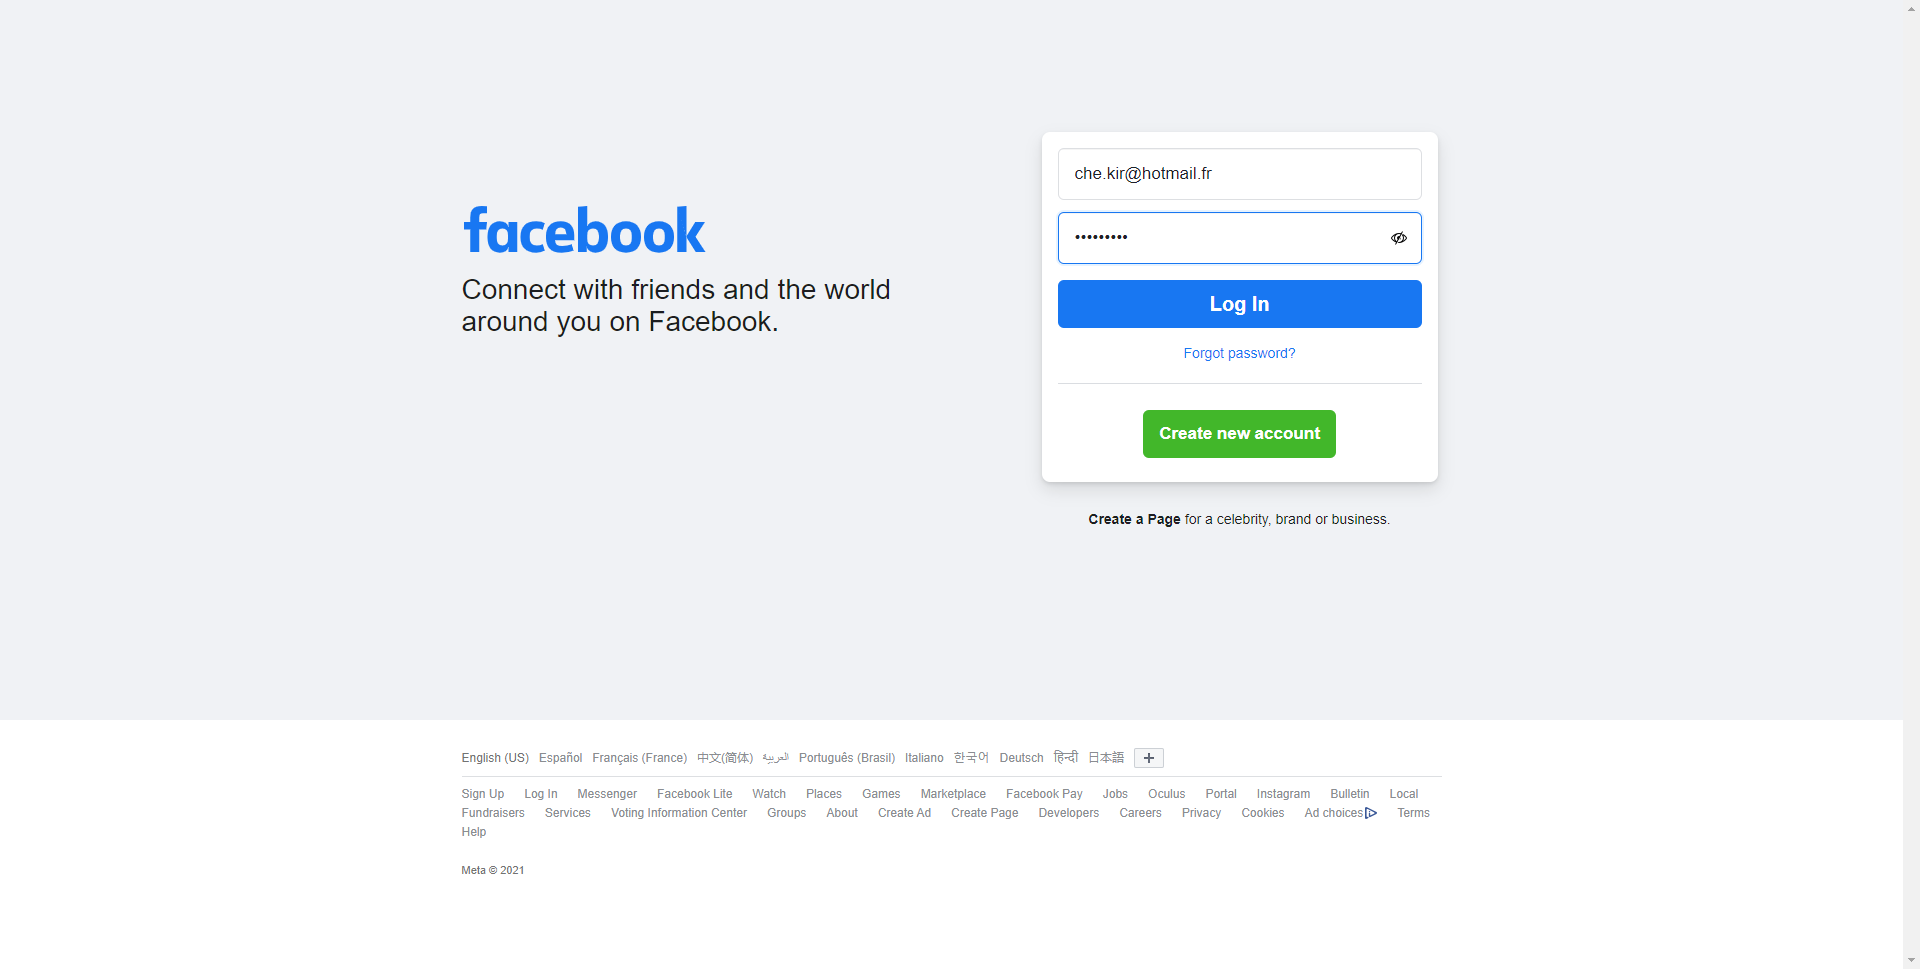 facebook
Connect with friends and the world
around you on Facebook.
che.kir@hotmail.fr
•••••••••
Log In
Forgot password?
Create new account
Create a Page for a celebrity, brand or business.
English (US) Español Français (France) 中文(简体) العربية Português (Brasil) Italiano 한국어 Deutsch हिन्दी 日本語 +
Sign Up Log In Messenger Facebook Lite Watch Places Games Marketplace Facebook Pay Jobs Oculus Portal Instagram Bulletin Local
Fundraisers Services Voting Information Center Groups About Create Ad Create Page Developers Careers Privacy Cookies Ad choices Terms
Help
Meta © 2021